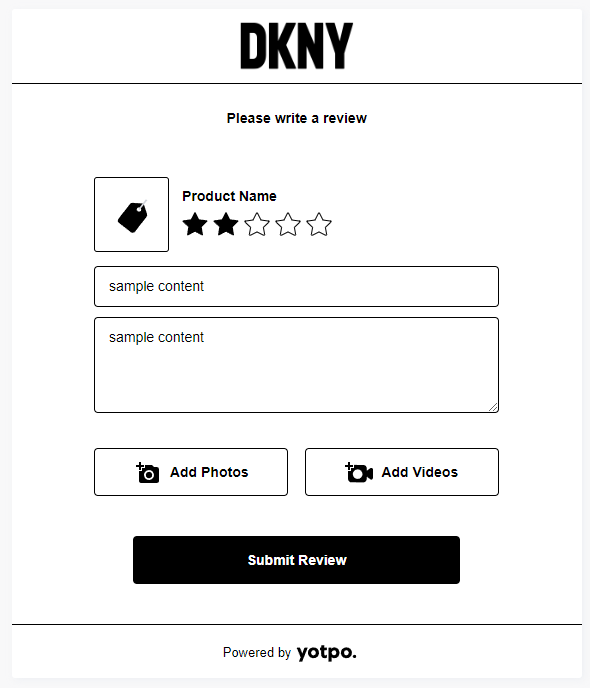 DKNY
Please write a review
Product Name
sample content
sample content
Add Photos
Add Videos
Submit Review
Powered by yotpo.